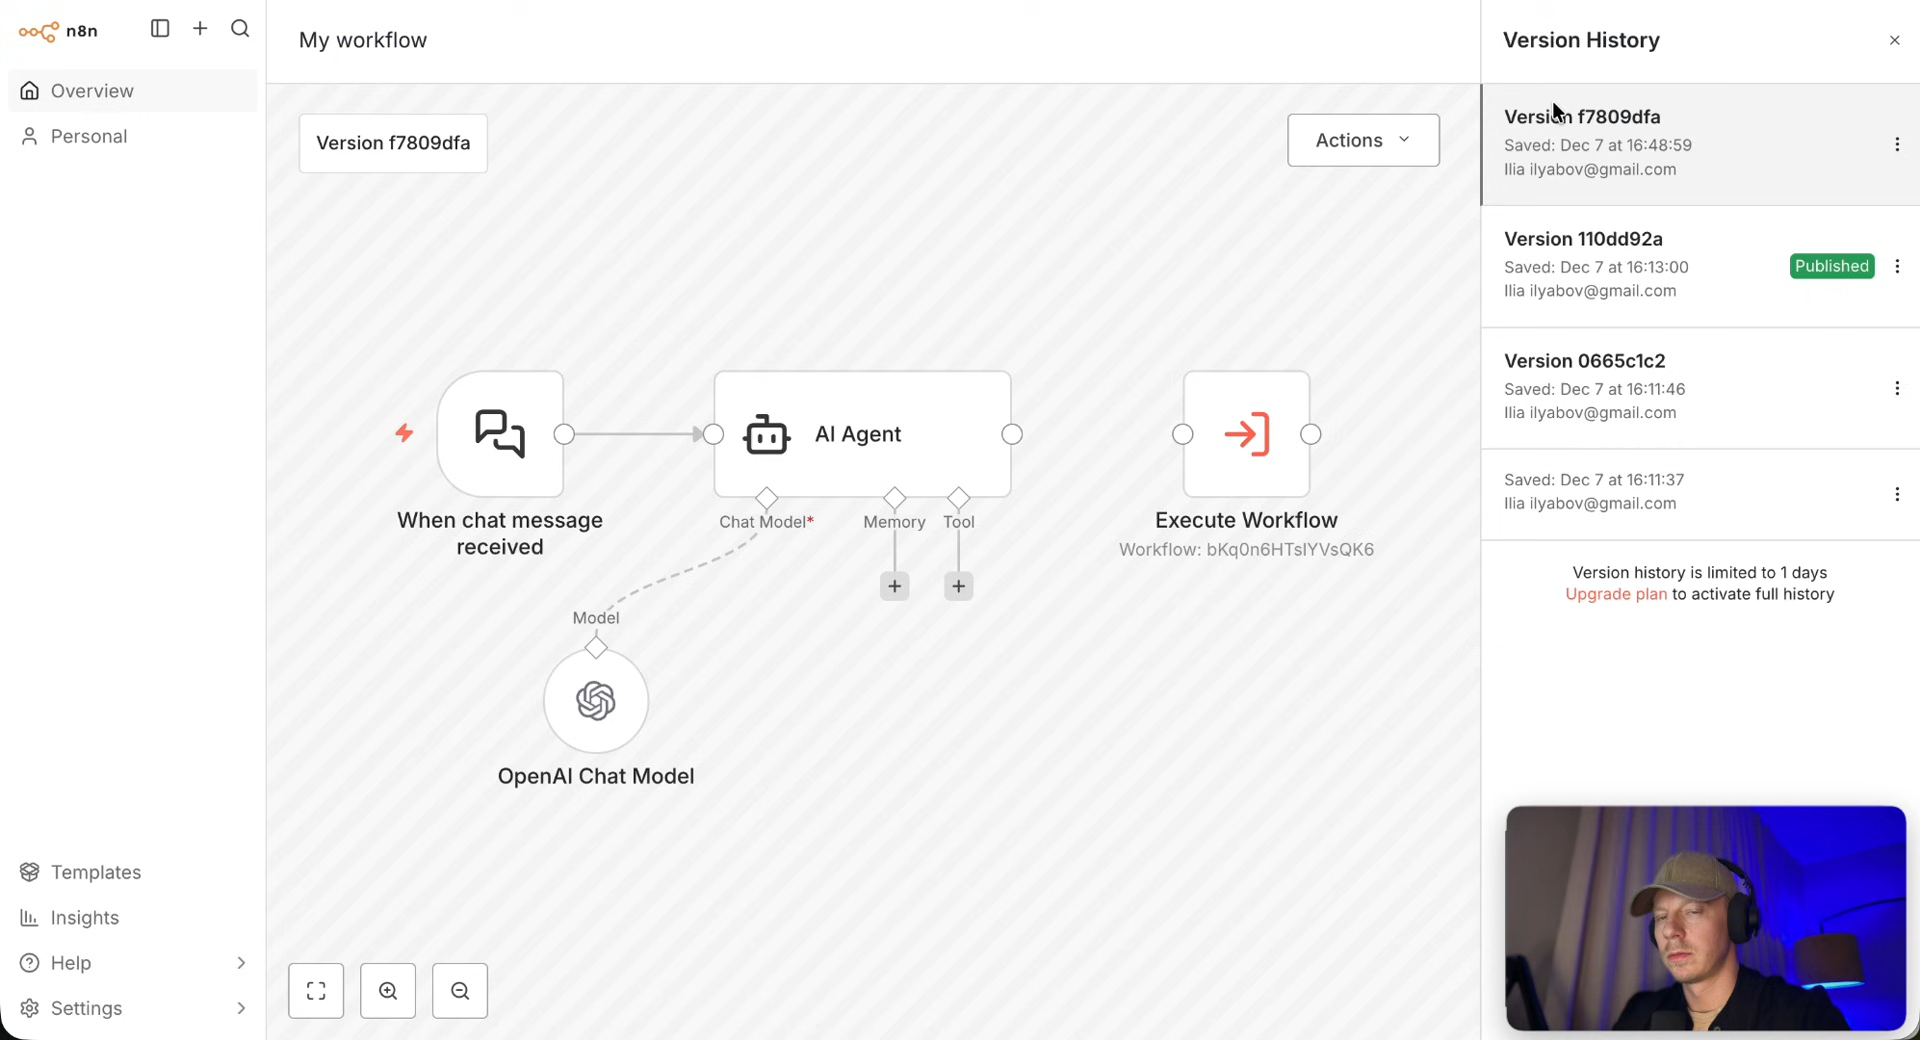 n8n
Overview
Personal
Templates
Insights
Help
Settings
My workflow
Version f7809dfa
Actions
When chat message
received
AI Agent
Chat Model*
Memory
Tool
Model
OpenAI Chat Model
Execute Workflow
Workflow: bKq0n6HTsIYVsQK6
Version History
Version f7809dfa
Saved: Dec 7 at 16:48:59
Ilia ilyabov@gmail.com
Version 110dd92a
Saved: Dec 7 at 16:13:00
Published
Ilia ilyabov@gmail.com
Version 0665c1c2
Saved: Dec 7 at 16:11:46
Ilia ilyabov@gmail.com
Saved: Dec 7 at 16:11:37
Ilia ilyabov@gmail.com
Version history is limited to 1 days
Upgrade plan to activate full history